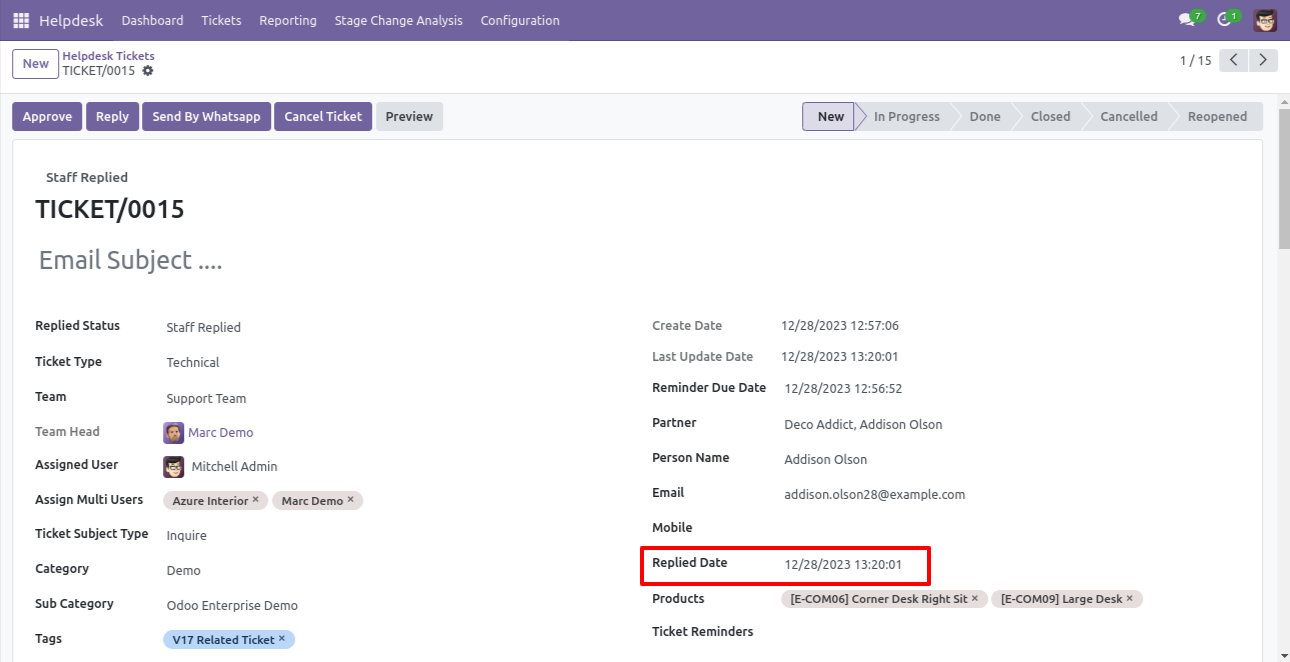 Helpdesk Dashboard Tickets Reporting Stage Change Analysis Configuration 7 1
New Helpdesk Tickets
TICKET/0015
1 / 15
Approve Reply Send By Whatsapp Cancel Ticket Preview New In Progress Done Closed Cancelled Reopened
Staff Replied
TICKET/0015
Email Subject ....
Replied Status Staff Replied
Ticket Type Technical
Team Support Team
Team Head Marc Demo
Assigned User Mitchell Admin
Assign Multi Users Azure Interior × Marc Demo ×
Ticket Subject Type Inquire
Category Demo
Sub Category Odoo Enterprise Demo
Tags V17 Related Ticket ×
Create Date 12/28/2023 12:57:06
Last Update Date 12/28/2023 13:20:01
Reminder Due Date 12/28/2023 12:56:52
Partner Deco Addict, Addison Olson
Person Name Addison Olson
Email addison.olson28@example.com
Mobile
Replied Date 12/28/2023 13:20:01
Products [E-COM06] Corner Desk Right Sit × [E-COM09] Large Desk ×
Ticket Reminders